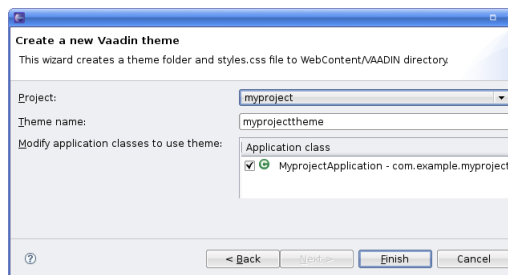 Create a new Vaadin theme
This wizard creates a theme folder and styles.css file to WebContent/VAADIN directory.
Project:
myproject
Theme name:
myprojecttheme
Modify application classes to use theme:
Application class
MyprojectApplication - com.example.myproject
< Back
Next >
Finish
Cancel